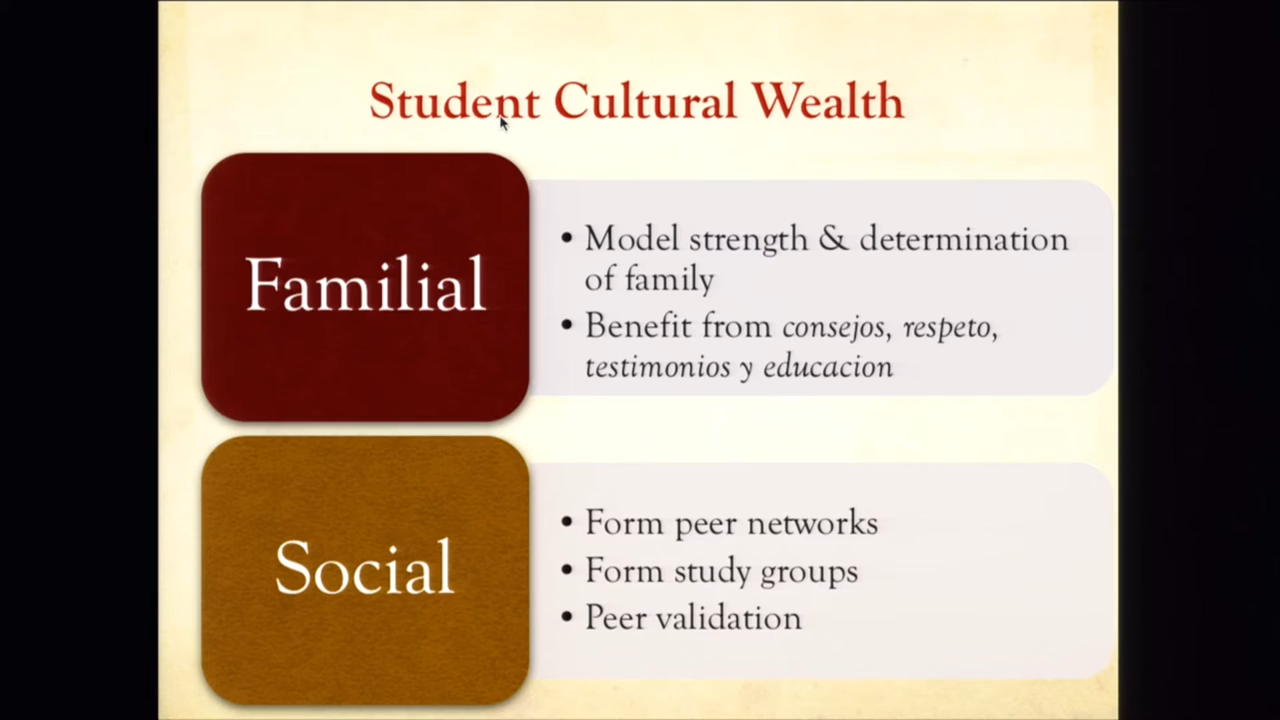 Student Cultural Wealth
Familial
• Model strength & determination
of family
• Benefit from consejos, respeto,
testimonios y educacion
Social
• Form peer networks
• Form study groups
• Peer validation